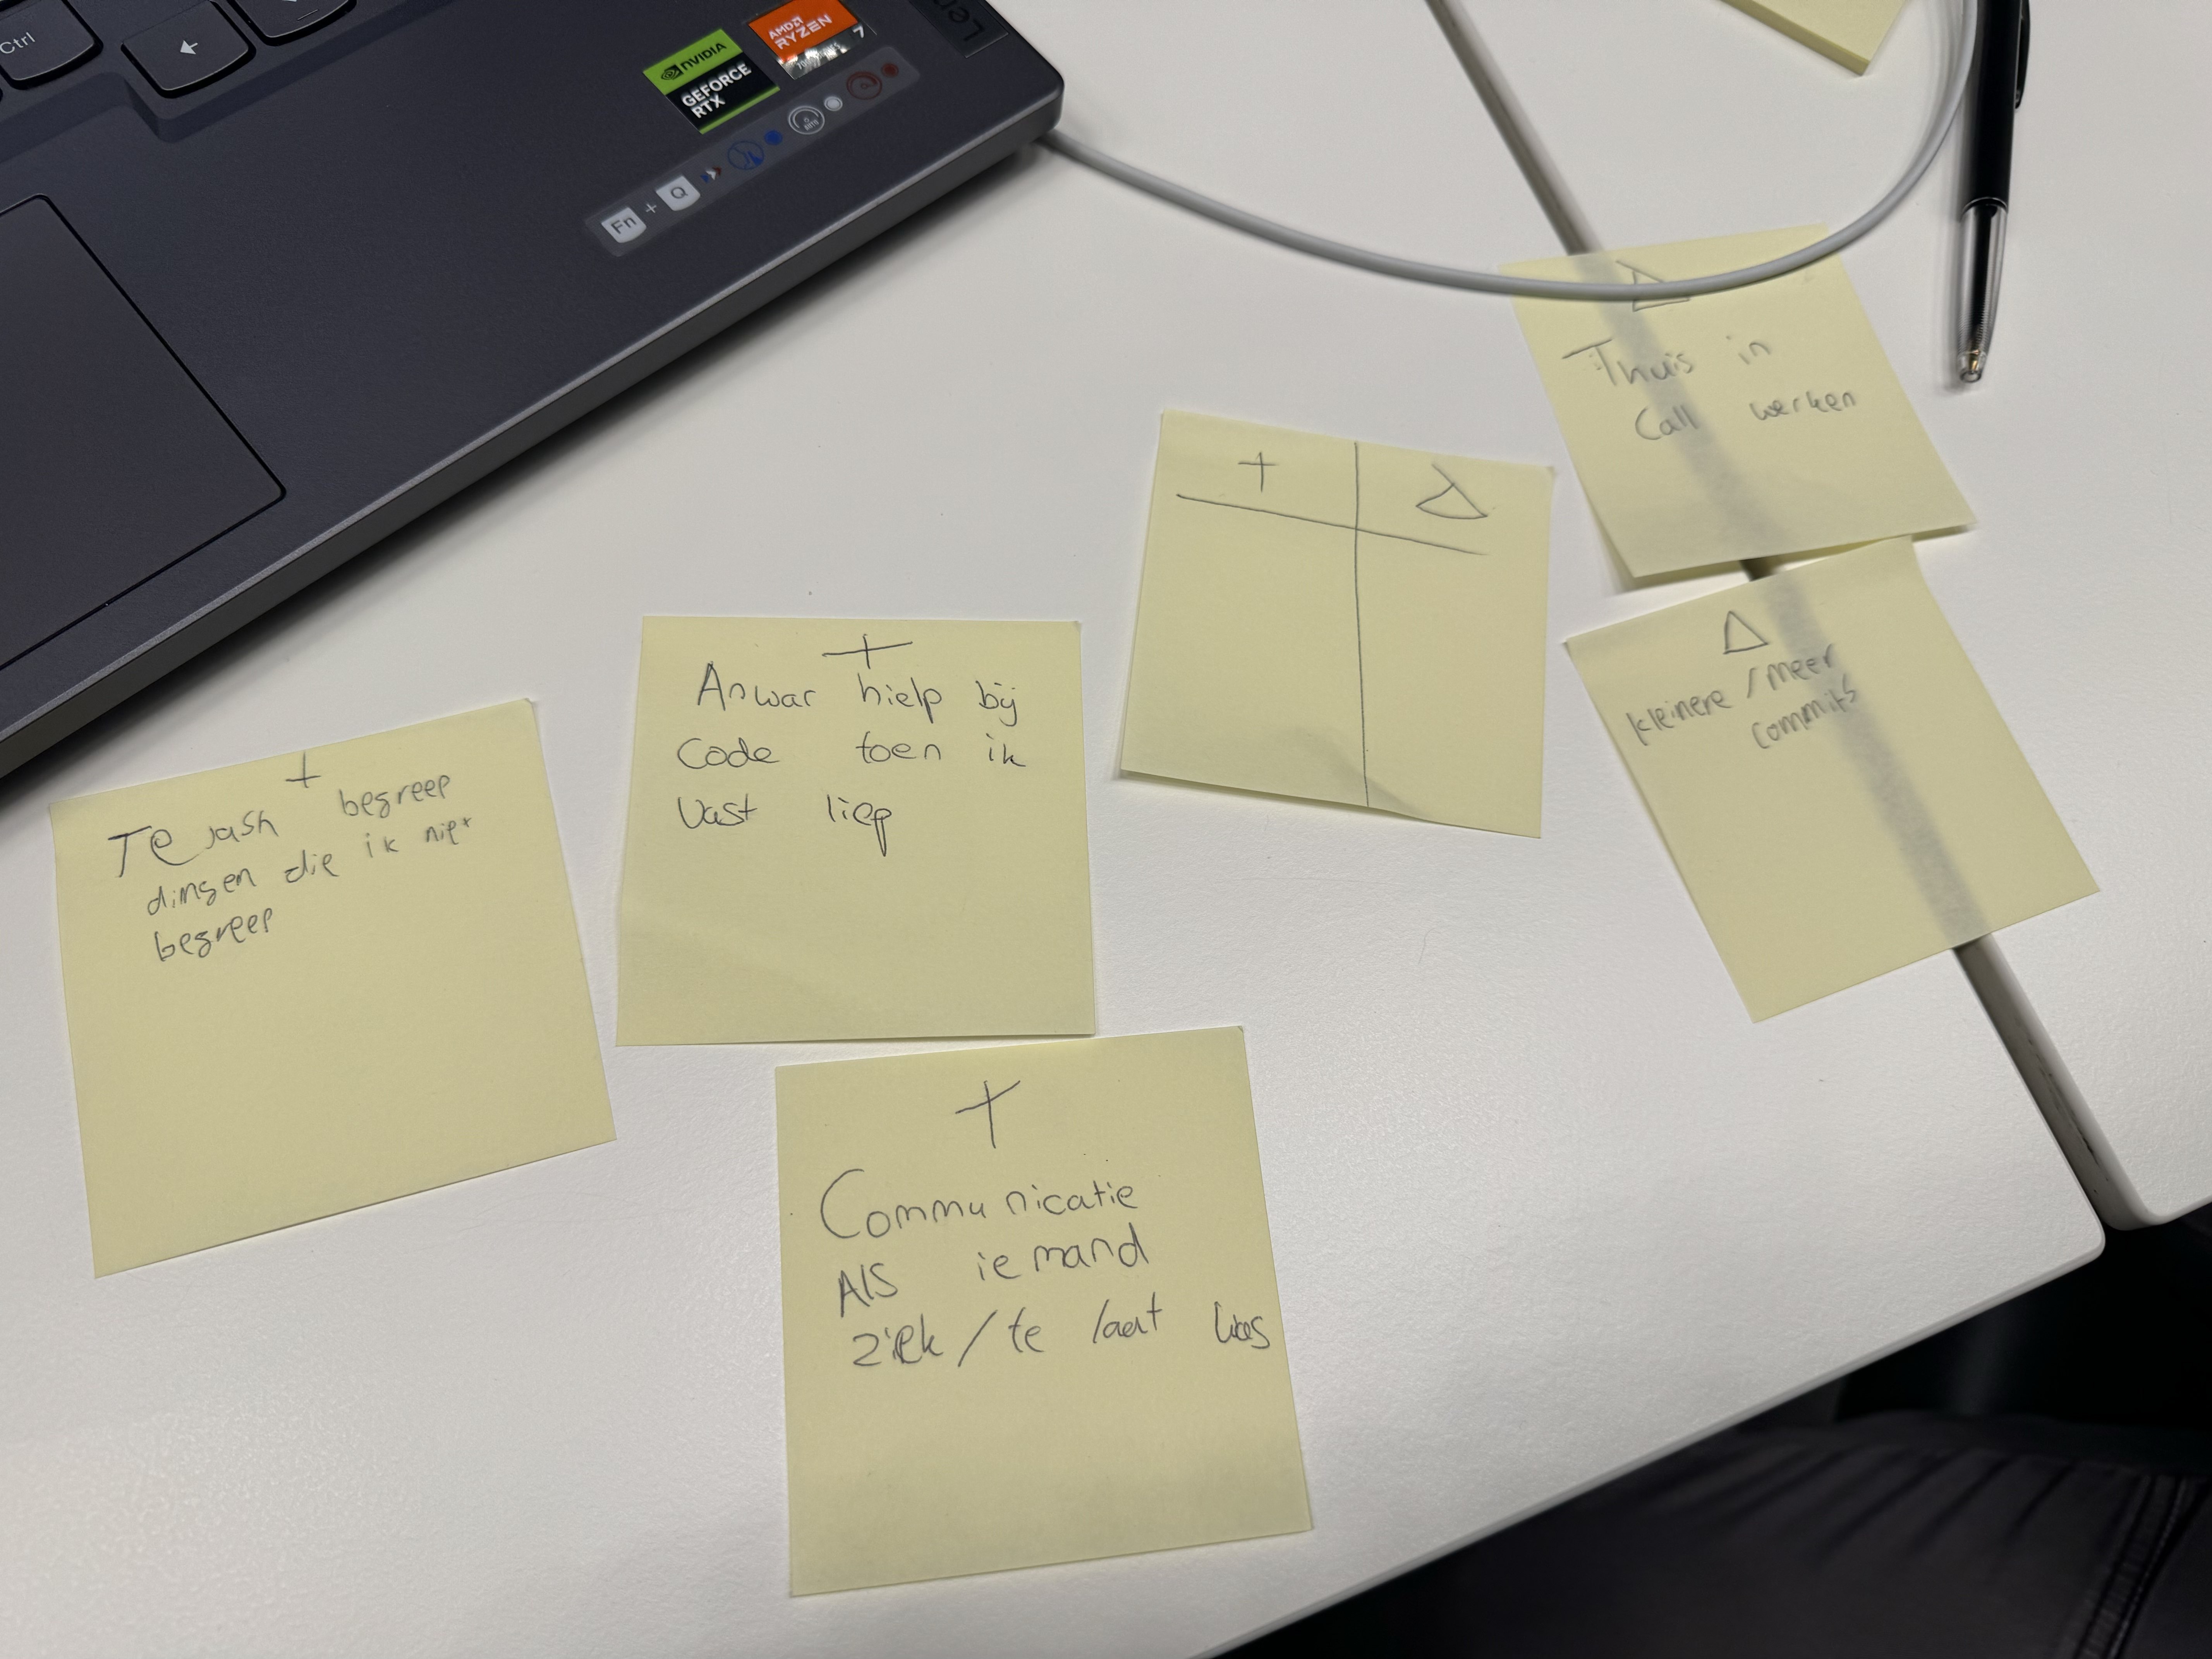 Ctrl
NVIDIA
GEFORCE
RTX
AMD
RYZEN
7
Len
Fn + Q
+
Tejash begreep
dingen die ik niet
begreep
+
Anwar hielp bij
Code toen ik
Vast liep
+
Communicatie
Als iemand
ziek / te laat was
+ Δ
Δ
Thuis in
Call werken
Δ
kleinere / meer
commits